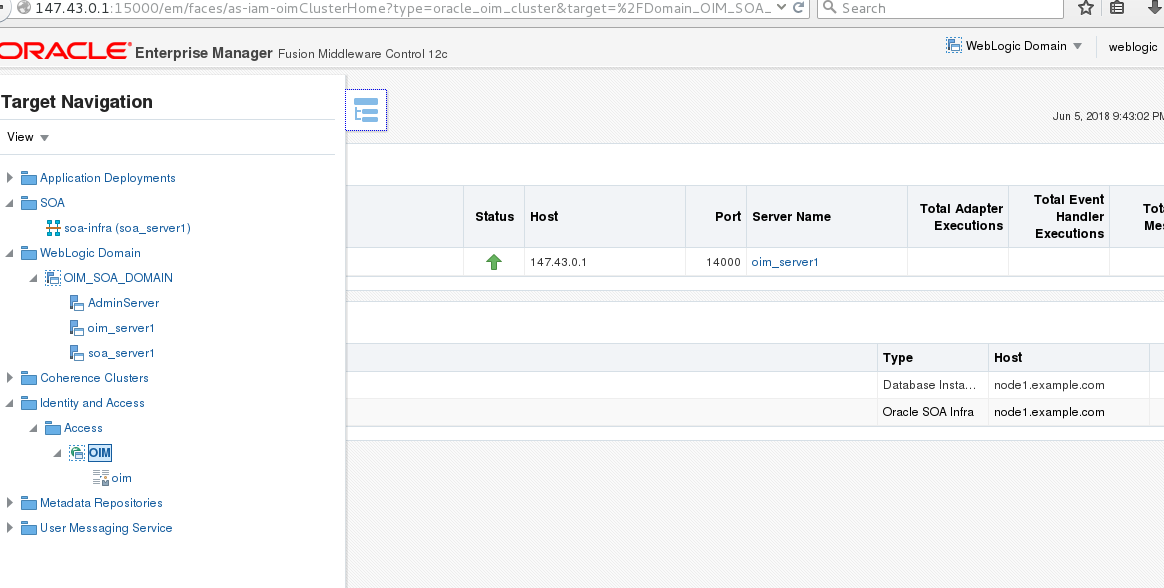 147.43.0.1:15000/em/faces/as-iam-oimClusterHome?type=oracle_oim_cluster&target=%2FDomain_OIM_SOA_
Search
ORACLE® Enterprise Manager Fusion Middleware Control 12c
WebLogic Domain
weblogic
Target Navigation
Jun 5, 2018 9:43:02 PM
View
Application Deployments
SOA
soa-infra (soa_server1)
WebLogic Domain
OIM_SOA_DOMAIN
AdminServer
oim_server1
soa_server1
Coherence Clusters
Identity and Access
Access
OIM
oim
Metadata Repositories
User Messaging Service
Status Host Port Server Name Total Adapter Executions Total Event Handler Executions
147.43.0.1 14000 oim_server1
Type Host
Database Insta... node1.example.com
Oracle SOA Infra node1.example.com